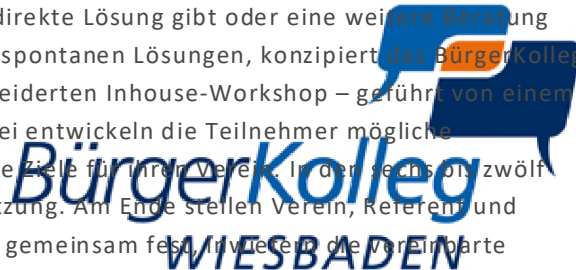 direkte Lösung gibt oder eine weitere Beratung
spontanen Lösungen, konzipiert das BürgerKolleg
eiderten Inhouse-Workshop – geführt von einem
ei entwickeln die Teilnehmer mögliche
e Ziele für ihren Verein. In den sechs bis zwölf
tzung. Am Ende stellen Verein, Referent und
gemeinsam fest, inwiefern die vereinbarte
BürgerKolleg
WIESBADEN